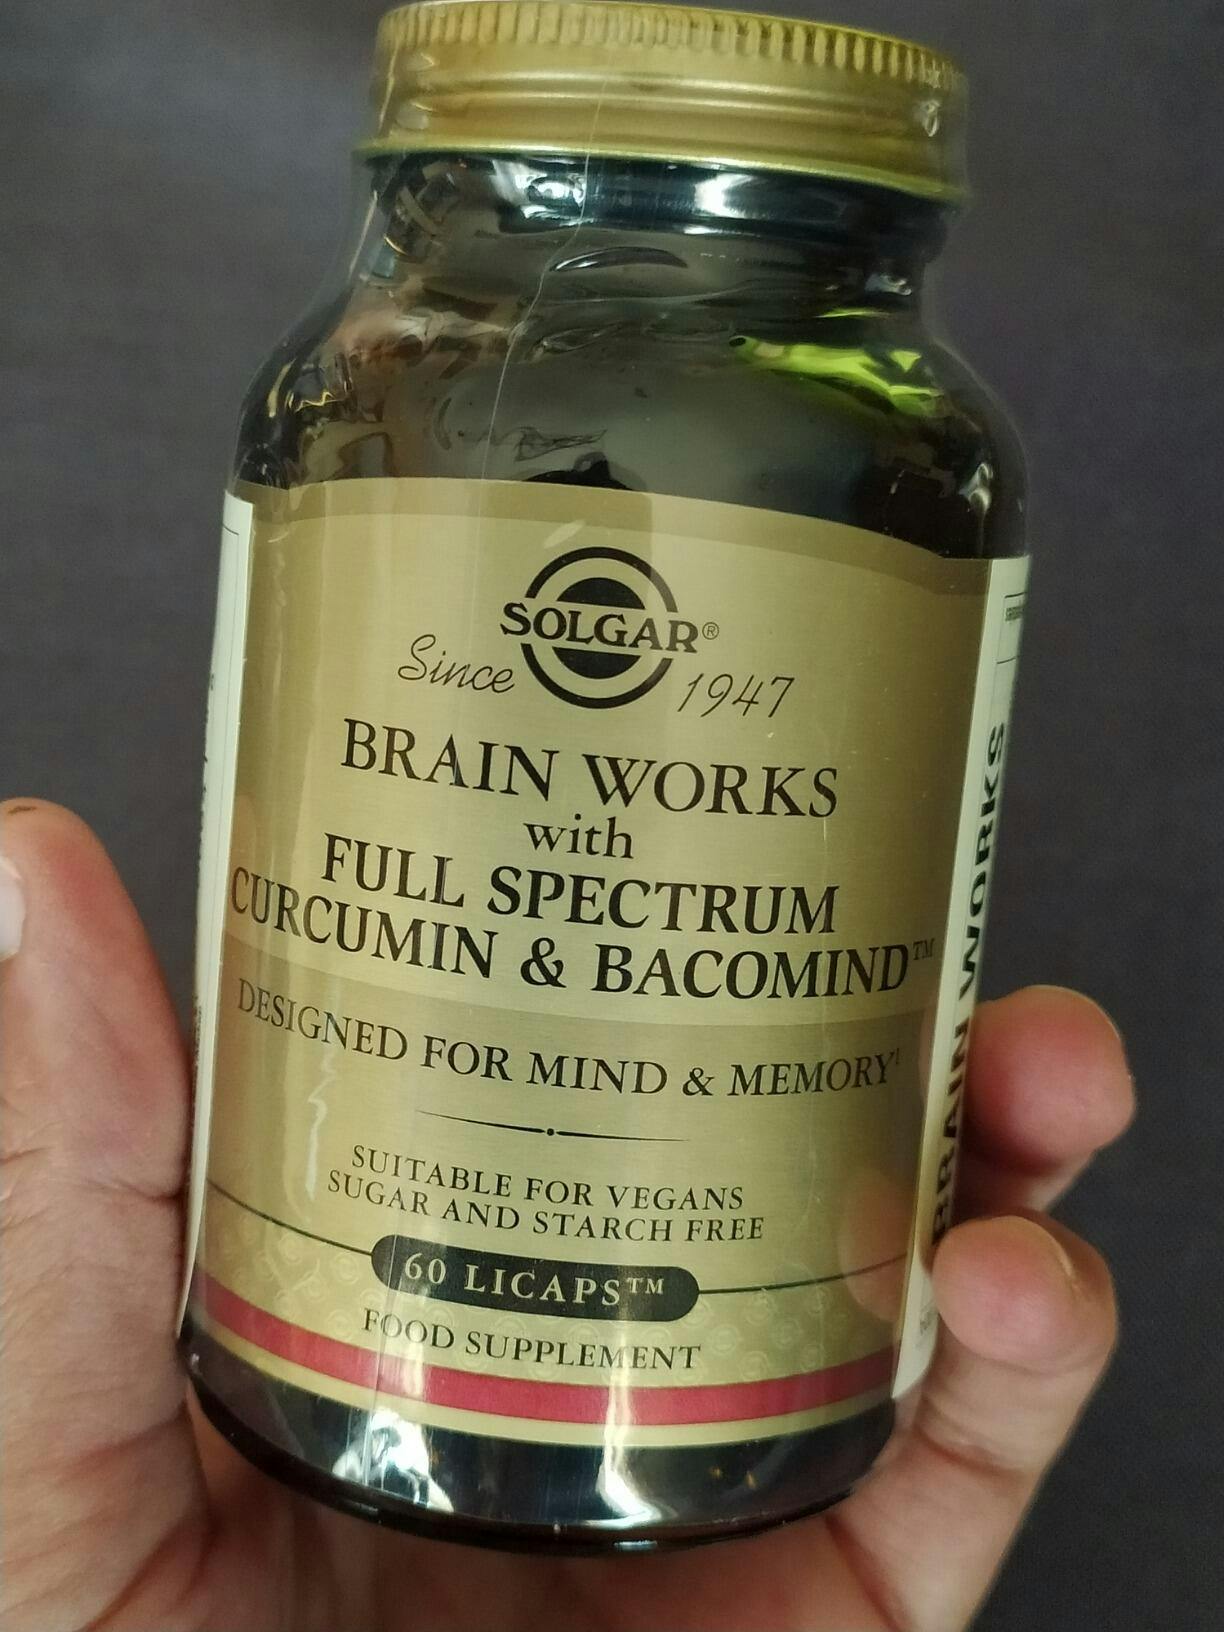 SOLGAR®
Since 1947
BRAIN WORKS
with
FULL SPECTRUM
CURCUMIN & BACOMIND™
DESIGNED FOR MIND & MEMORY¹
SUITABLE FOR VEGANS
SUGAR AND STARCH FREE
60 LICAPS™
FOOD SUPPLEMENT
BRAIN WORKS